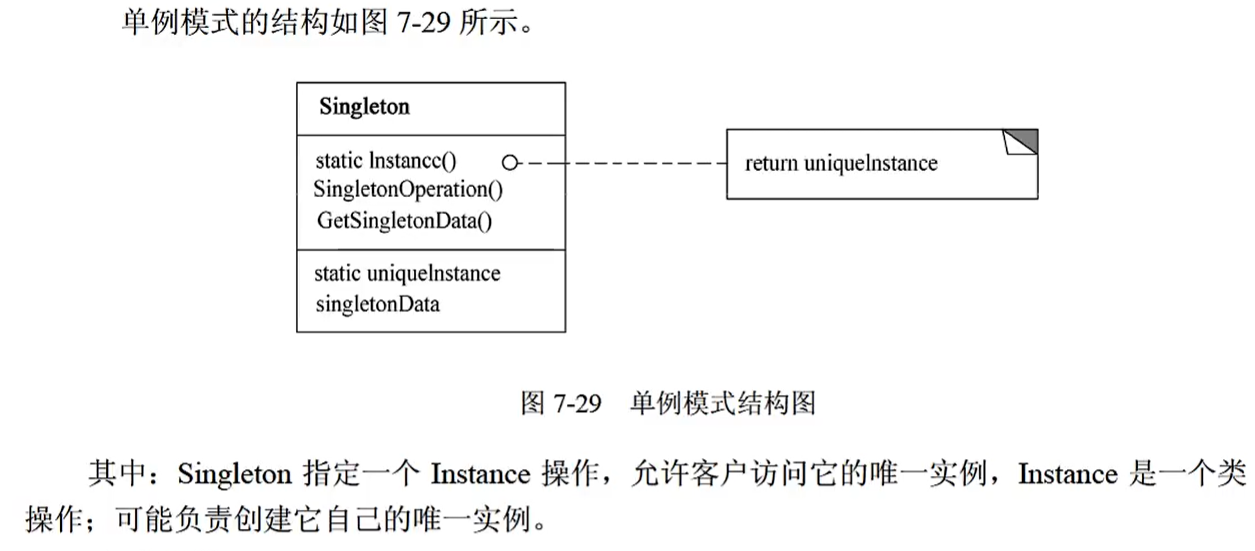 单例模式的结构如图 7-29 所示。
Singleton
static Instance()
return uniqueInstance
SingletonOperation()
GetSingletonData()
static uniqueInstance
singletonData
图 7-29 单例模式结构图
其中：Singleton 指定一个 Instance 操作，允许客户访问它的唯一实例，Instance 是一个类
操作；可能负责创建它自己的唯一实例。